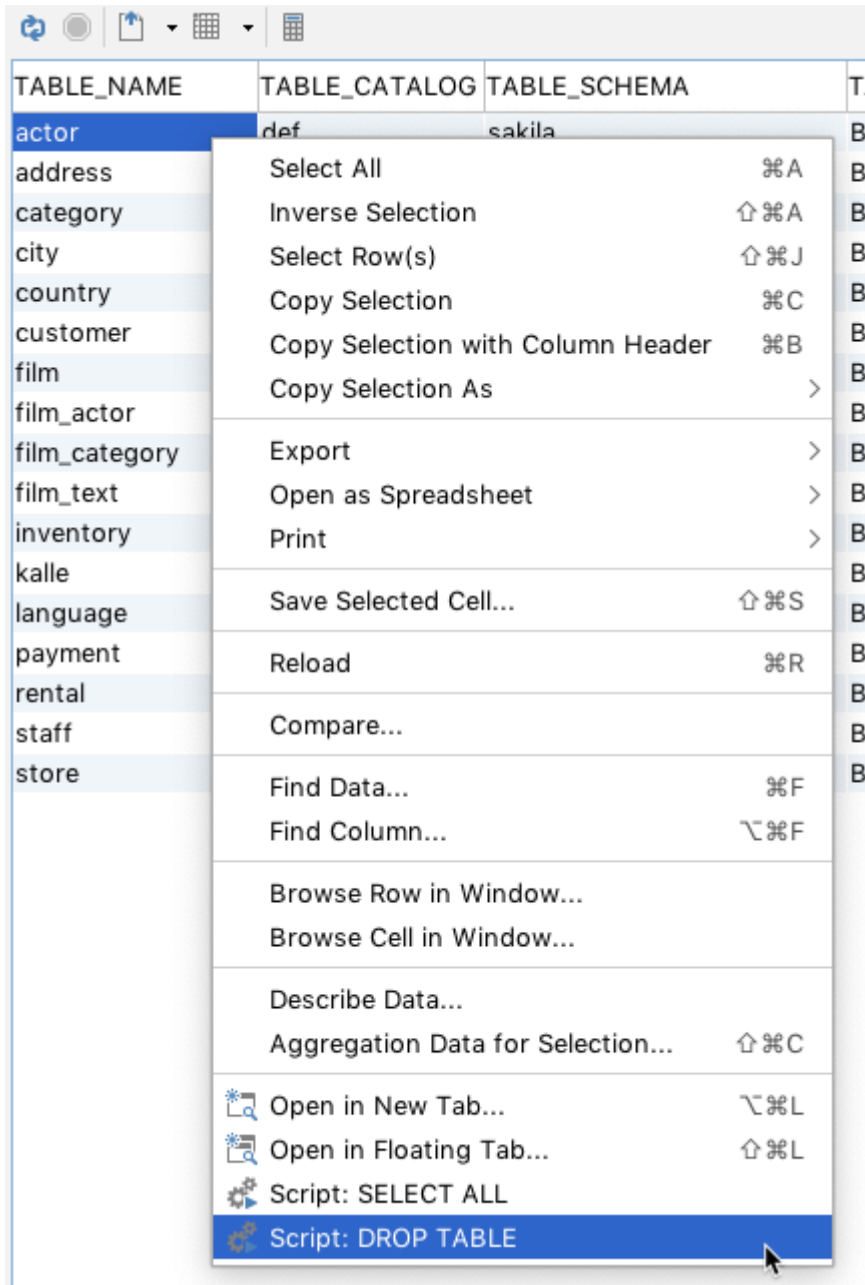 TABLE_NAME TABLE_CATALOG TABLE_SCHEMA T
actor def sakila B
address B
category B
city B
country B
customer B
film B
film_actor B
film_category B
film_text B
inventory B
kalle B
language B
payment B
rental B
staff B
store B
Select All ⌘A
Inverse Selection ⇧⌘A
Select Row(s) ⇧⌘J
Copy Selection ⌘C
Copy Selection with Column Header ⌘B
Copy Selection As
Export
Open as Spreadsheet
Print
Save Selected Cell... ⇧⌘S
Reload ⌘R
Compare...
Find Data... ⌘F
Find Column... ⌥⌘F
Browse Row in Window...
Browse Cell in Window...
Describe Data...
Aggregation Data for Selection... ⇧⌘C
Open in New Tab... ⌥⌘L
Open in Floating Tab... ⇧⌘L
Script: SELECT ALL
Script: DROP TABLE